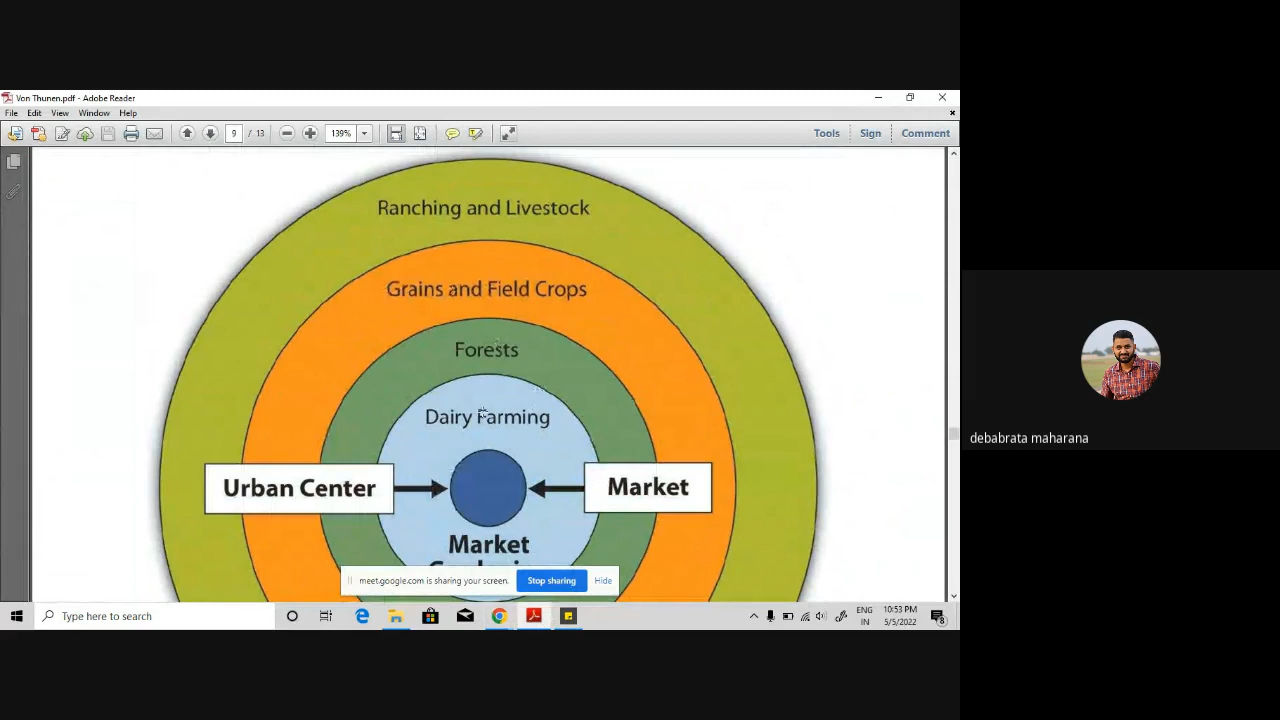 Von Thunen.pdf - Adobe Reader
File Edit View Window Help
9 / 13 139% Tools Sign Comment
Ranching and Livestock
Grains and Field Crops
Forests
Dairy Farming
Urban Center
Market
Market
meet.google.com is sharing your screen. Stop sharing Hide
debabrata maharana
Type here to search
ENG
IN
10:53 PM
5/5/2022
8